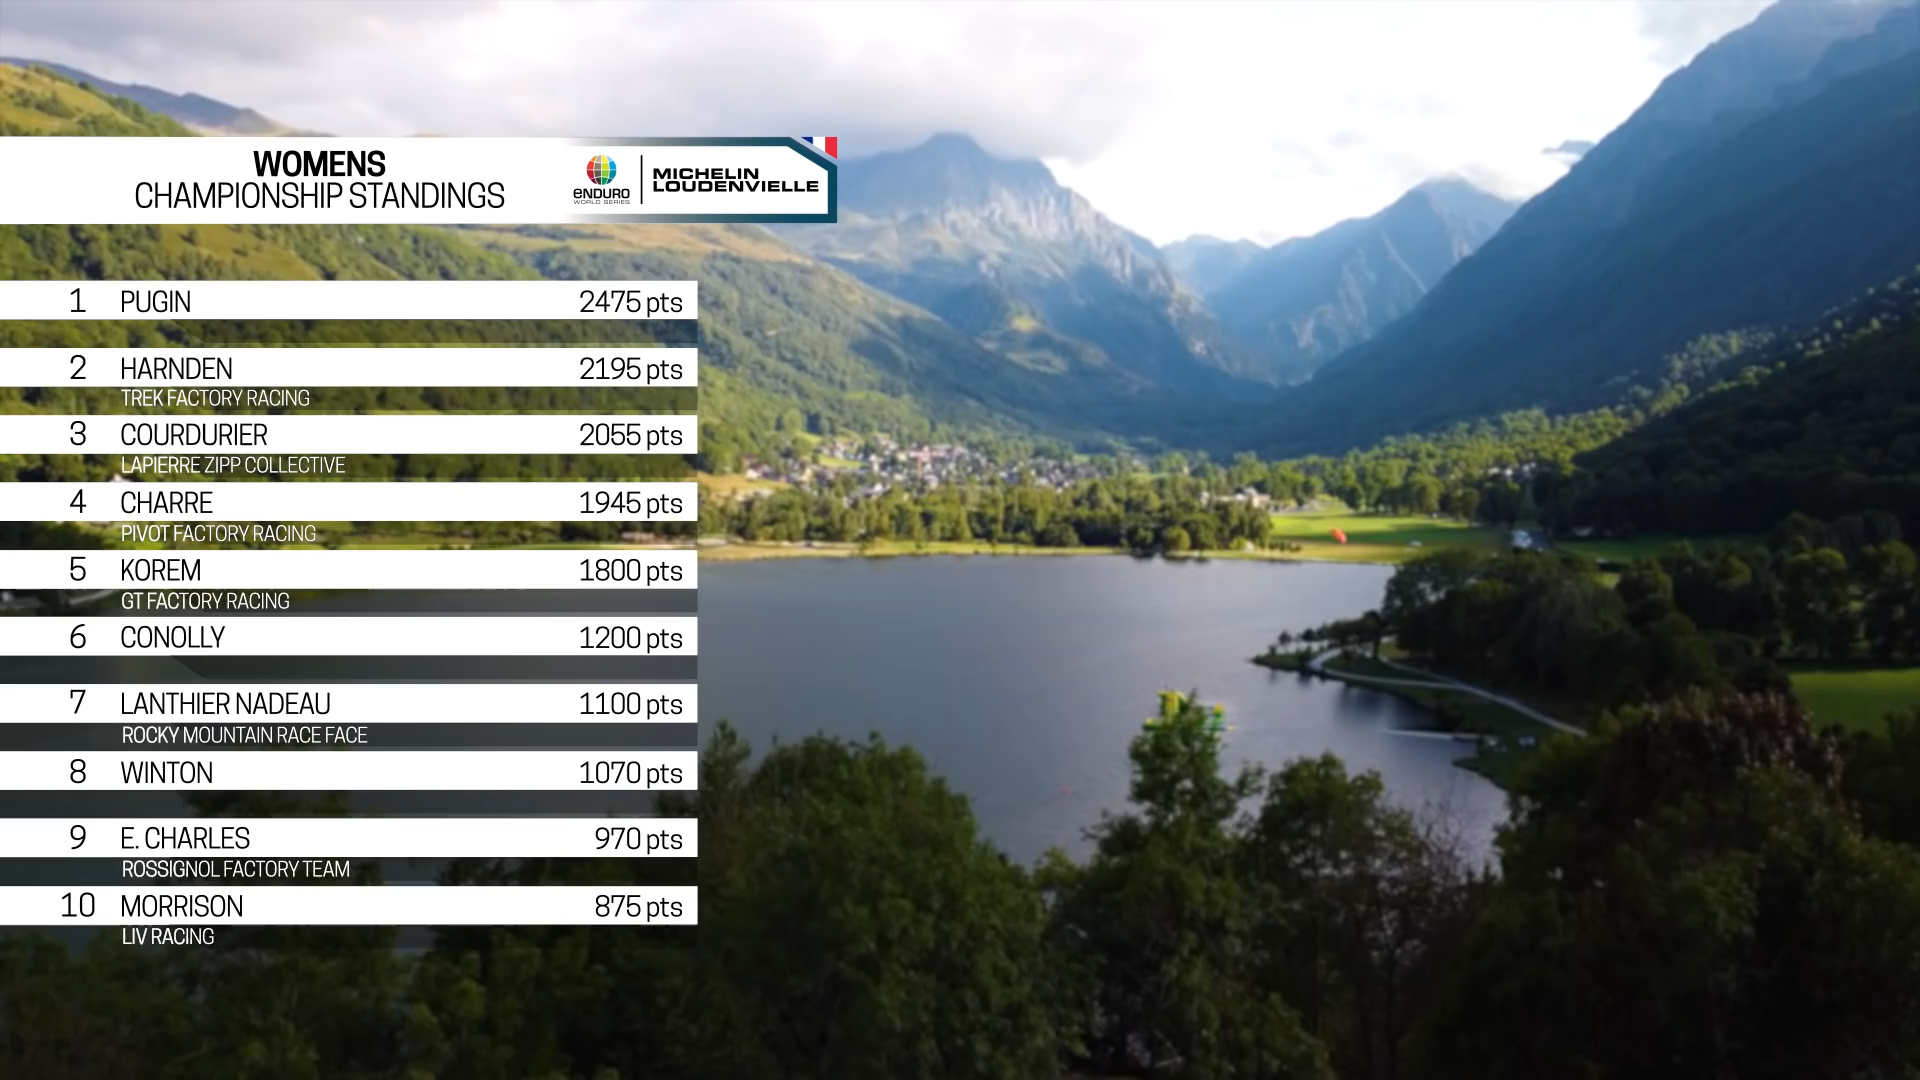 WOMENS
CHAMPIONSHIP STANDINGS
enDURO
WORLD SERIES
MICHELIN
LOUDENVIELLE
1 PUGIN 2475 pts
2 HARNDEN 2195 pts
TREK FACTORY RACING
3 COURDURIER 2055 pts
LAPIERRE ZIPP COLLECTIVE
4 CHARRE 1945 pts
PIVOT FACTORY RACING
5 KOREM 1800 pts
GT FACTORY RACING
6 CONOLLY 1200 pts
7 LANTHIER NADEAU 1100 pts
ROCKY MOUNTAIN RACE FACE
8 WINTON 1070 pts
9 E. CHARLES 970 pts
ROSSIGNOL FACTORY TEAM
10 MORRISON 875 pts
LIV RACING